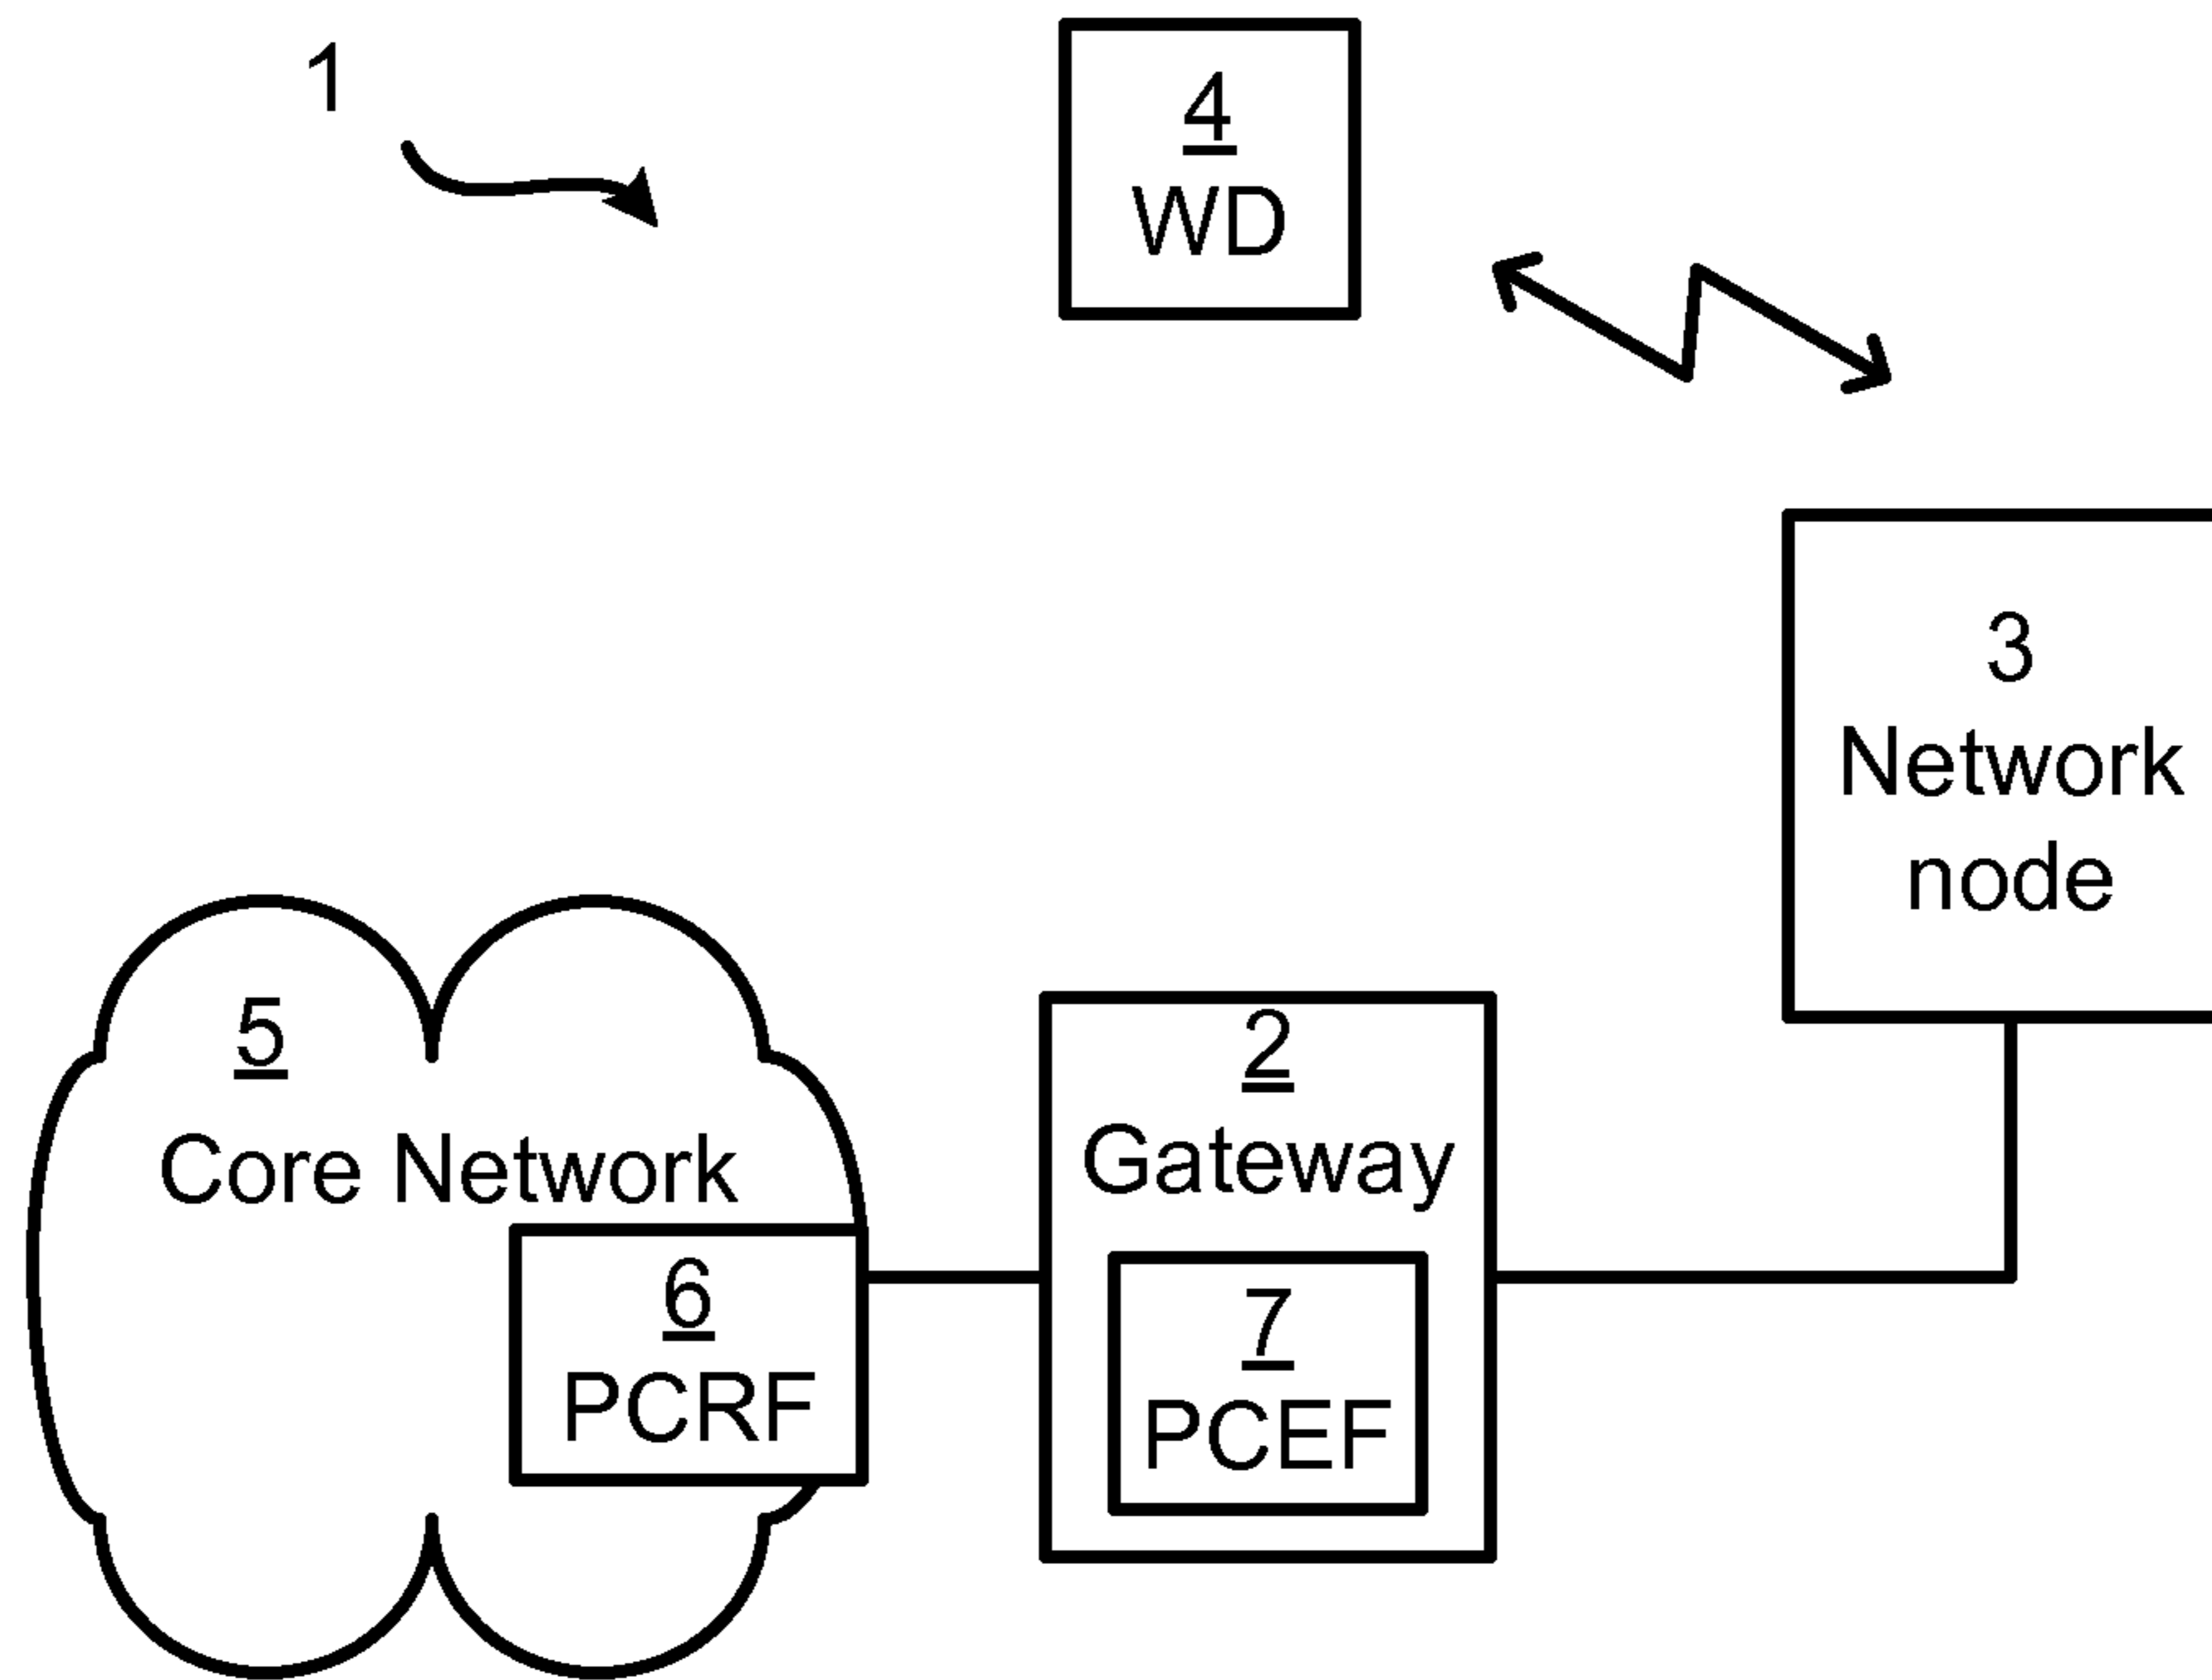 1
4
WD
3
Network
node
5
Core Network
6
PCRF
2
Gateway
7
PCEF